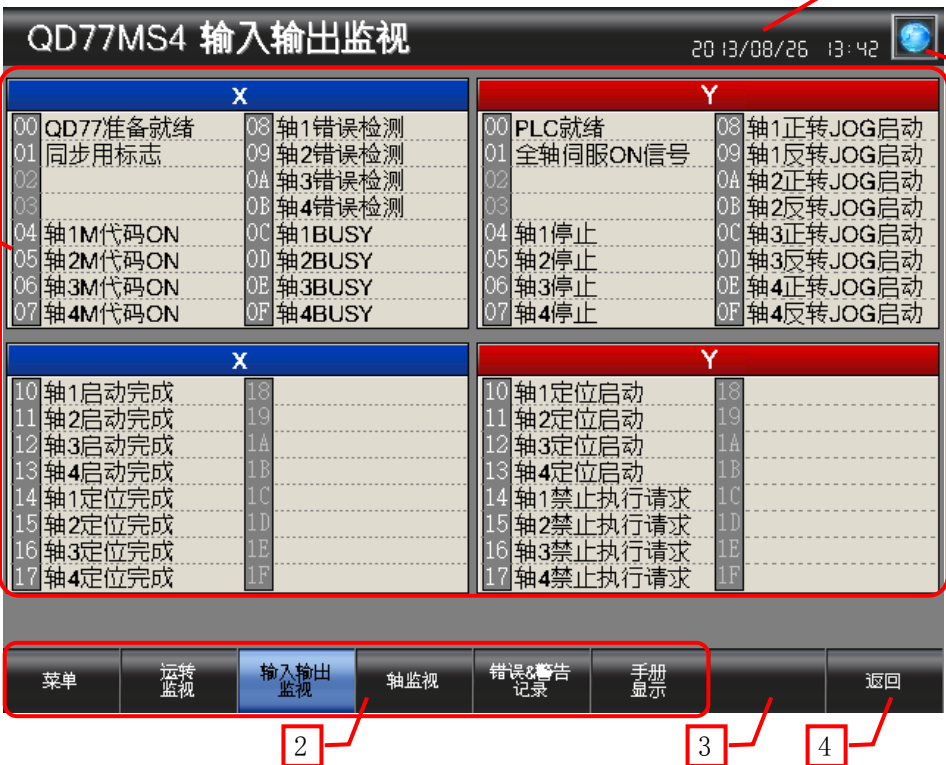 QD77MS4 输入输出监视
2013/08/26 13:42
X
00 QD77准备就绪 08 轴1错误检测
01 同步用标志 09 轴2错误检测
02 0A 轴3错误检测
03 0B 轴4错误检测
04 轴1M代码ON 0C 轴1BUSY
05 轴2M代码ON 0D 轴2BUSY
06 轴3M代码ON 0E 轴3BUSY
07 轴4M代码ON 0F 轴4BUSY
Y
00 PLC就绪 08 轴1正转JOG启动
01 全轴伺服ON信号 09 轴1反转JOG启动
02 0A 轴2正转JOG启动
03 0B 轴2反转JOG启动
04 轴1停止 0C 轴3正转JOG启动
05 轴2停止 0D 轴3反转JOG启动
06 轴3停止 0E 轴4正转JOG启动
07 轴4停止 0F 轴4反转JOG启动
X
10 轴1启动完成 18
11 轴2启动完成 19
12 轴3启动完成 1A
13 轴4启动完成 1B
14 轴1定位完成 1C
15 轴2定位完成 1D
16 轴3定位完成 1E
17 轴4定位完成 1F
Y
10 轴1定位启动 18
11 轴2定位启动 19
12 轴3定位启动 1A
13 轴4定位启动 1B
14 轴1禁止执行请求 1C
15 轴2禁止执行请求 1D
16 轴3禁止执行请求 1E
17 轴4禁止执行请求 1F
菜单
运转
监视
输入输出
监视
轴监视
错误&警告
记录
手册
显示
返回
2
3
4